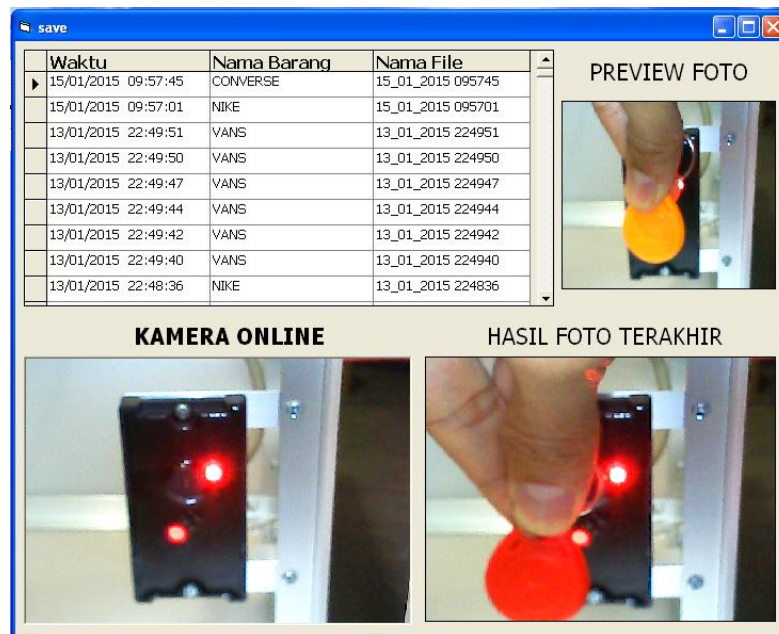 save
Waktu Nama Barang Nama File
15/01/2015 09:57:45 CONVERSE 15_01_2015 095745
15/01/2015 09:57:01 NIKE 15_01_2015 095701
13/01/2015 22:49:51 VANS 13_01_2015 224951
13/01/2015 22:49:50 VANS 13_01_2015 224950
13/01/2015 22:49:47 VANS 13_01_2015 224947
13/01/2015 22:49:44 VANS 13_01_2015 224944
13/01/2015 22:49:42 VANS 13_01_2015 224942
13/01/2015 22:49:40 VANS 13_01_2015 224940
13/01/2015 22:48:36 NIKE 13_01_2015 224836
PREVIEW FOTO
KAMERA ONLINE
HASIL FOTO TERAKHIR